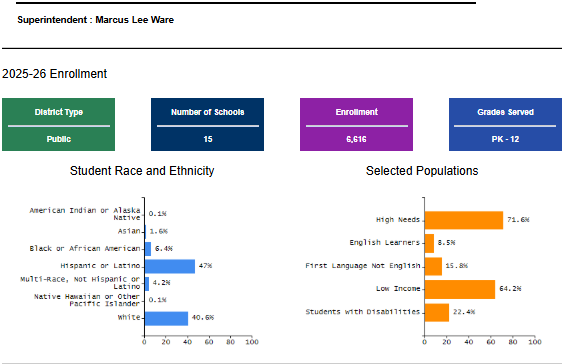 Superintendent : Marcus Lee Ware
2025-26 Enrollment
District Type
Public
Number of Schools
15
Enrollment
6,616
Grades Served
PK - 12
Student Race and Ethnicity
American Indian or Alaska
Native
0.1%
Asian
1.6%
Black or African American
6.4%
Hispanic or Latino
47%
Multi-Race, Not Hispanic or
Latino
4.2%
Native Hawaiian or Other
Pacific Islander
0.1%
White
40.6%
0 20 40 60 80 100
Selected Populations
High Needs
71.6%
English Learners
8.5%
First Language Not English
15.8%
Low Income
64.2%
Students with Disabilities
22.4%
0 20 40 60 80 100